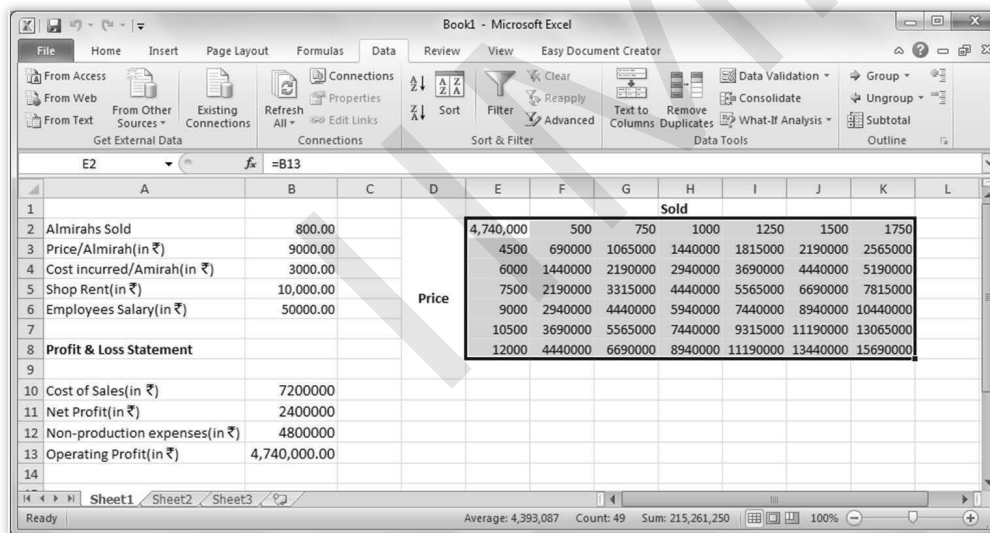 Book1 - Microsoft Excel
File Home Insert Page Layout Formulas Data Review View Easy Document Creator
From Access
From Web
From Text
From Other Sources
Existing Connections
Get External Data
Refresh All
Connections
Properties
Edit Links
Connections
Sort
Filter
Clear
Reapply
Advanced
Sort & Filter
Text to Columns
Remove Duplicates
Data Validation
Consolidate
What-If Analysis
Data Tools
Group
Ungroup
Subtotal
Outline
E2 fx =B13
A B C D E F G H I J K L
1 Sold
2 Almirahs Sold 800.00 4,740,000 500 750 1000 1250 1500 1750
3 Price/Almirah(in ₹) 9000.00 4500 690000 1065000 1440000 1815000 2190000 2565000
4 Cost incurred/Amirah(in ₹) 3000.00 6000 1440000 2190000 2940000 3690000 4440000 5190000
5 Shop Rent(in ₹) 10,000.00 7500 2190000 3315000 4440000 5565000 6690000 7815000
Price
6 Employees Salary(in ₹) 50000.00 9000 2940000 4440000 5940000 7440000 8940000 10440000
7 10500 3690000 5565000 7440000 9315000 11190000 13065000
8 Profit & Loss Statement 12000 4440000 6690000 8940000 11190000 13440000 15690000
9
10 Cost of Sales(in ₹) 7200000
11 Net Profit(in ₹) 2400000
12 Non-production expenses(in ₹) 4800000
13 Operating Profit(in ₹) 4,740,000.00
14
Sheet1 Sheet2 Sheet3
Ready Average: 4,393,087 Count: 49 Sum: 215,261,250 100%